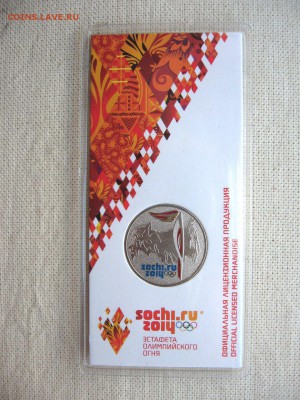 COINS.LAVE.RU
sochi.ru
2014
sochi.ru
2014
ЭСТАФЕТА
ОЛИМПИЙСКОГО
ОГНЯ
ОФИЦИАЛЬНАЯ ЛИЦЕНЗИОННАЯ ПРОДУКЦИЯ
OFFICIAL LICENSED MERCHANDISE